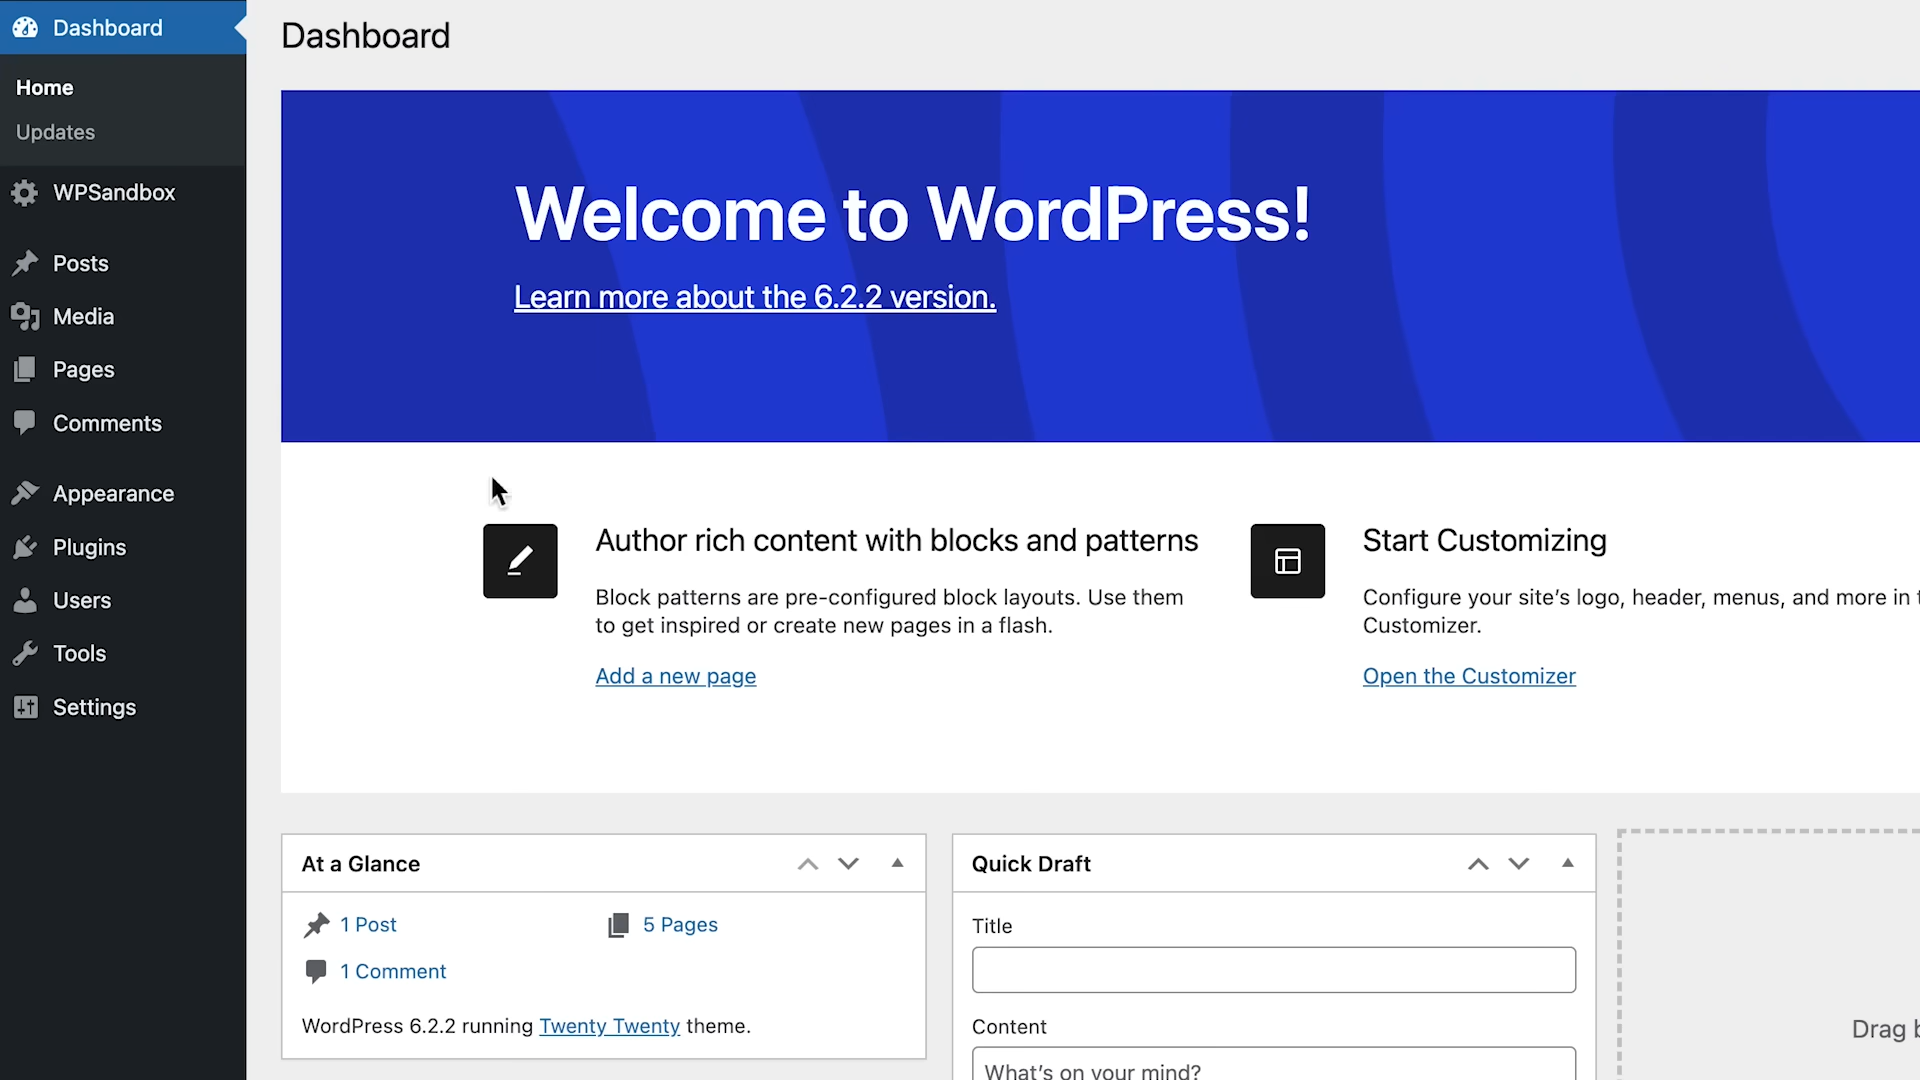 Dashboard
Home
Updates
WPSandbox
Posts
Media
Pages
Comments
Appearance
Plugins
Users
Tools
Settings
Dashboard
Welcome to WordPress!
Learn more about the 6.2.2 version.
Author rich content with blocks and patterns
Block patterns are pre-configured block layouts. Use them
to get inspired or create new pages in a flash.
Add a new page
Start Customizing
Configure your site's logo, header, menus, and more in
Customizer.
Open the Customizer
At a Glance
1 Post
5 Pages
1 Comment
WordPress 6.2.2 running Twenty Twenty theme.
Quick Draft
Title
Content
What's on your mind?
Drag